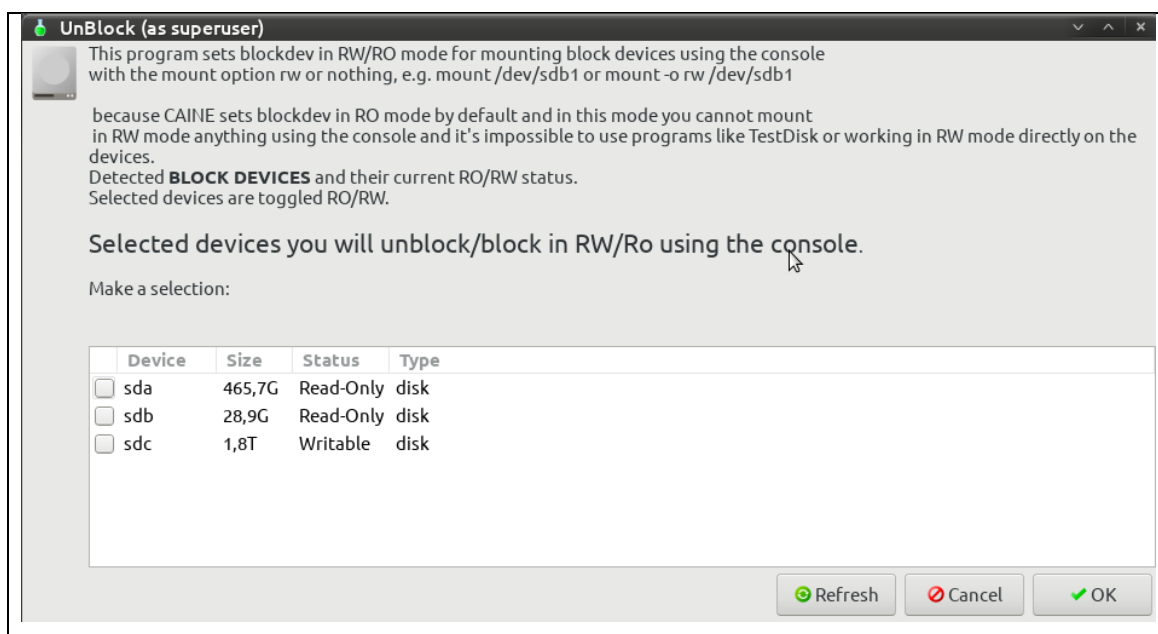 UnBlock (as superuser)
This program sets blockdev in RW/RO mode for mounting block devices using the console
with the mount option rw or nothing, e.g. mount /dev/sdb1 or mount -o rw /dev/sdb1
because CAINE sets blockdev in RO mode by default and in this mode you cannot mount
in RW mode anything using the console and it's impossible to use programs like TestDisk or working in RW mode directly on the
devices.
Detected BLOCK DEVICES and their current RO/RW status.
Selected devices are toggled RO/RW.
Selected devices you will unblock/block in RW/Ro using the console.
Make a selection:
Device Size Status Type
sda 465,7G Read-Only disk
sdb 28,9G Read-Only disk
sdc 1,8T Writable disk
Refresh Cancel OK